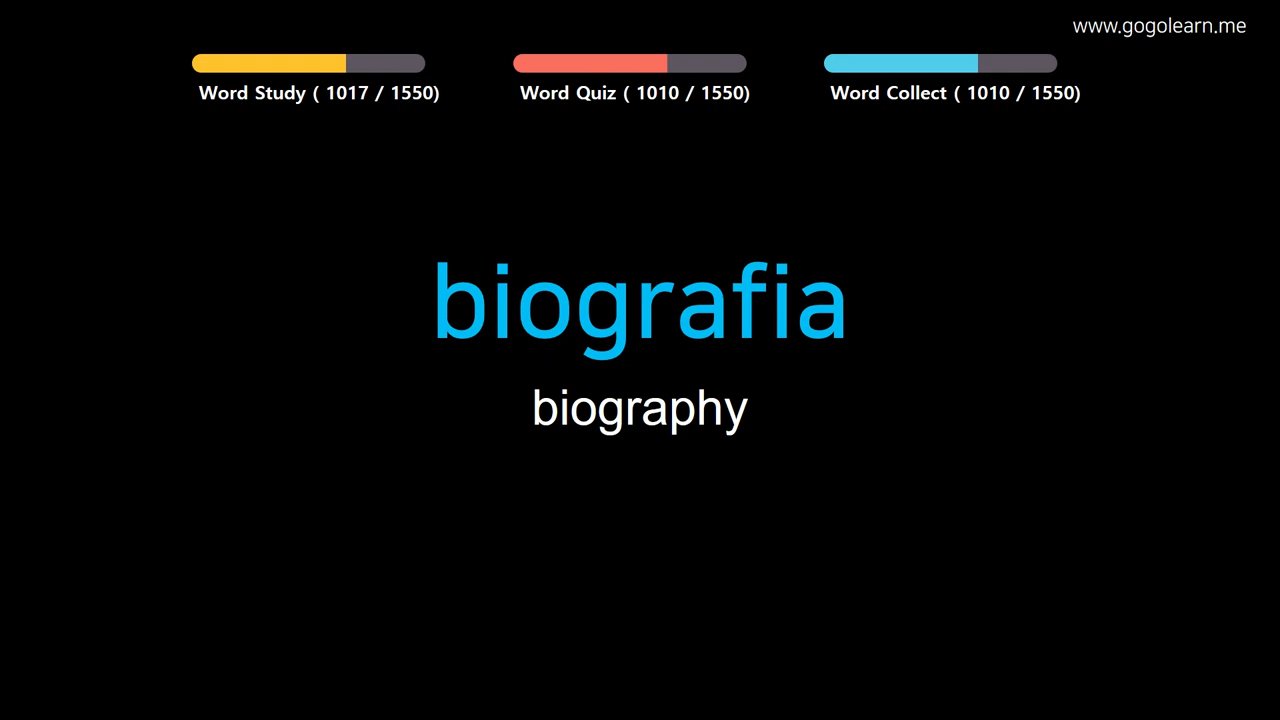 www.gogolearn.me
Word Study ( 1017 / 1550)
Word Quiz ( 1010 / 1550)
Word Collect ( 1010 / 1550)
biografia
biography